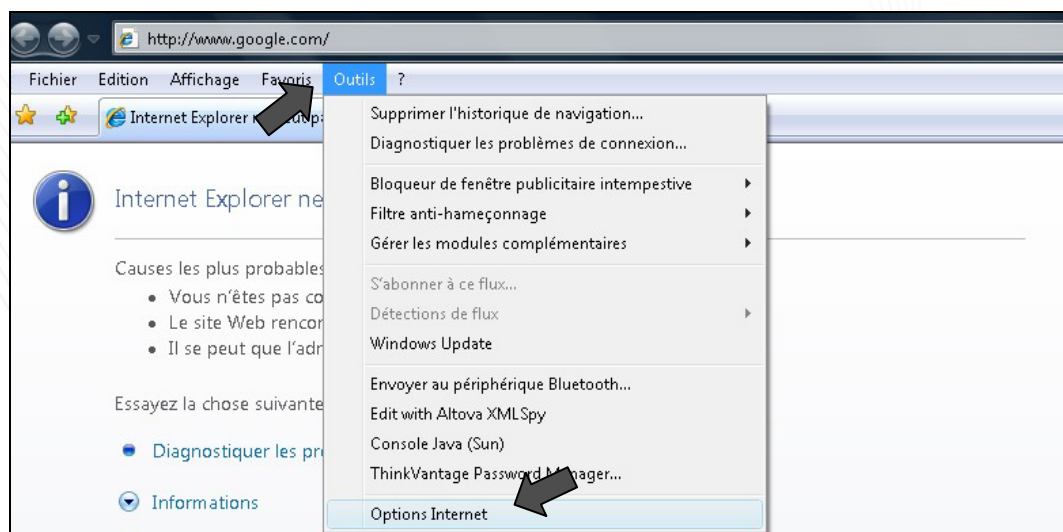 http://www.google.com/
Fichier Edition Affichage Favoris Outils ?
Internet Explorer
Supprimer l'historique de navigation...
Diagnostiquer les problèmes de connexion...
Bloqueur de fenêtre publicitaire intempestive
Filtre anti-hameçonnage
Gérer les modules complémentaires
S'abonner à ce flux...
Détections de flux
Windows Update
Envoyer au périphérique Bluetooth...
Edit with Altova XMLSpy
Console Java (Sun)
ThinkVantage Password Manager...
Options Internet
Internet Explorer ne
Causes les plus probables
Vous n'êtes pas co
Le site Web rencon
Il se peut que l'adr
Essayez la chose suivante
Diagnostiquer les pr
Informations